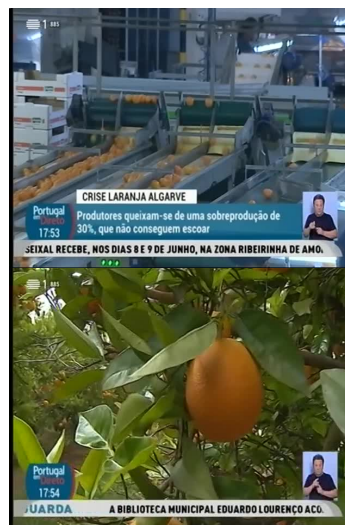 1
CRISE LARANJA ALGARVE
Portugal em Direto
Produtores queixam-se de uma sobreprodução de
30%, que não conseguem escoar
17:53
SEIXAL RECEBE, NOS DIAS 8 E 9 DE JUNHO, NA ZONA RIBEIRINHA DE AMO
Portugal em Direto
17:54
GUARDA A BIBLIOTECA MUNICIPAL EDUARDO LOURENÇO ACO